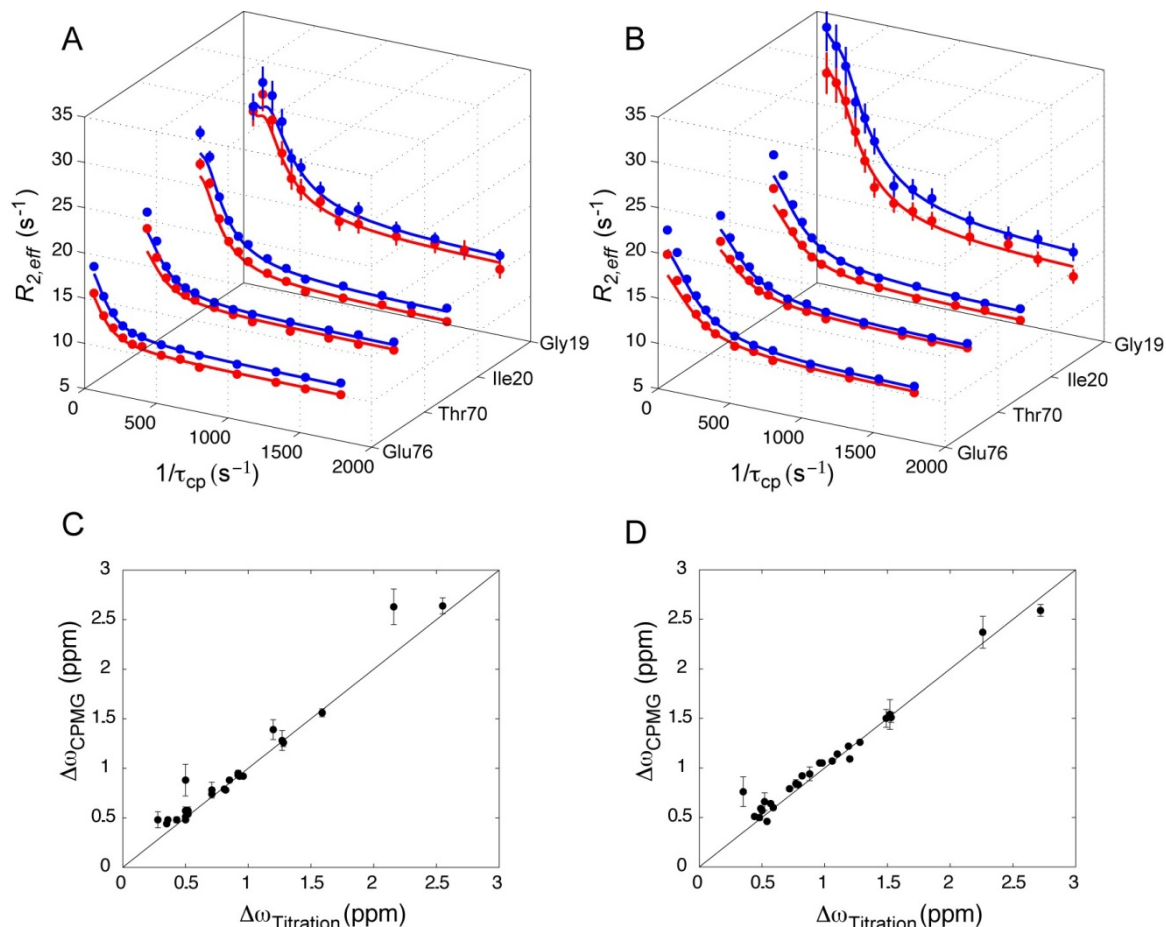 A
B
35
30
25
20
15
10
5
R2,eff (s−1)
0
500
1000
1500
2000
1/τcp (s−1)
Gly19
Ile20
Thr70
Glu76
35
30
25
20
15
10
5
R2,eff (s−1)
0
500
1000
1500
2000
1/τcp (s−1)
Gly19
Ile20
Thr70
Glu76
C
D
3
2.5
2
1.5
1
0.5
0
ΔωCPMG (ppm)
0 0.5 1 1.5 2 2.5 3
ΔωTitration (ppm)
3
2.5
2
1.5
1
0.5
0
ΔωCPMG (ppm)
0 0.5 1 1.5 2 2.5 3
ΔωTitration (ppm)